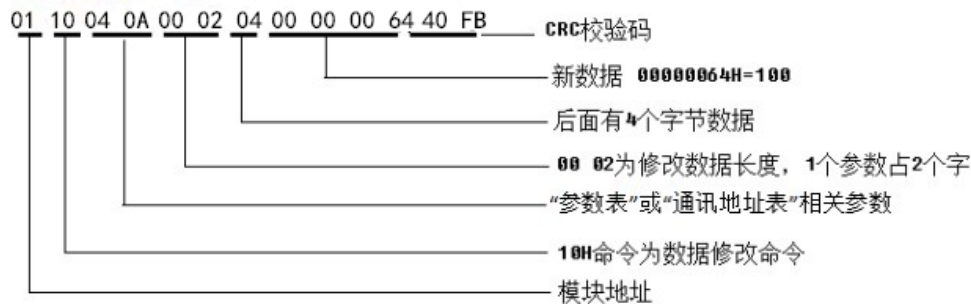 01 10 04 0A 00 02 04 00 00 00 64 40 FB
CRC校验码
新数据 00000064H=100
后面有4个字节数据
00 02为修改数据长度，1个参数占2个字
“参数表”或“通讯地址表”相关参数
10H命令为数据修改命令
模块地址